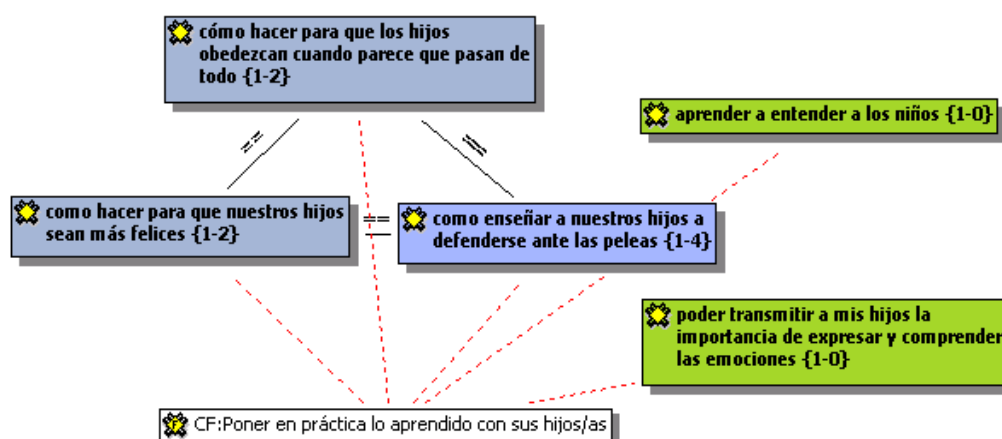 cómo hacer para que los hijos
obedezcan cuando parece que pasan de
todo {1-2}
aprender a entender a los niños {1-0}
como hacer para que nuestros hijos
sean más felices {1-2}
==
como enseñar a nuestros hijos a
defenderse ante las peleas {1-4}
poder transmitir a mis hijos la
importancia de expresar y comprender
las emociones {1-0}
CF:Poner en práctica lo aprendido con sus hijos/as